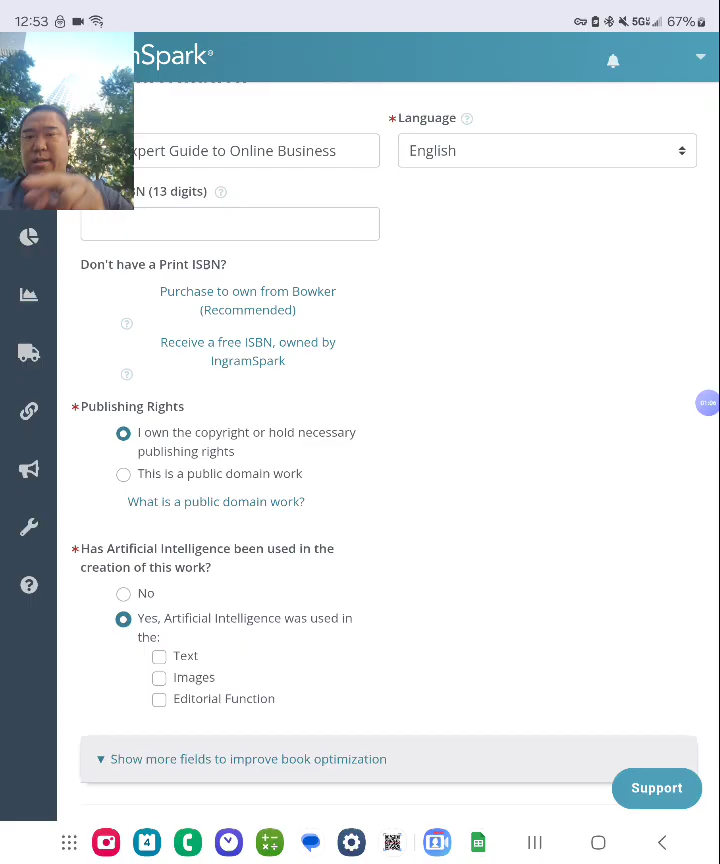 12:53
5G
67%
nSpark®
*Language
xpert Guide to Online Business
English
BN (13 digits)
Don't have a Print ISBN?
Purchase to own from Bowker
(Recommended)
Receive a free ISBN, owned by
IngramSpark
*Publishing Rights
I own the copyright or hold necessary
publishing rights
This is a public domain work
What is a public domain work?
*Has Artificial Intelligence been used in the
creation of this work?
No
Yes, Artificial Intelligence was used in
the:
Text
Images
Editorial Function
▼ Show more fields to improve book optimization
Support
4